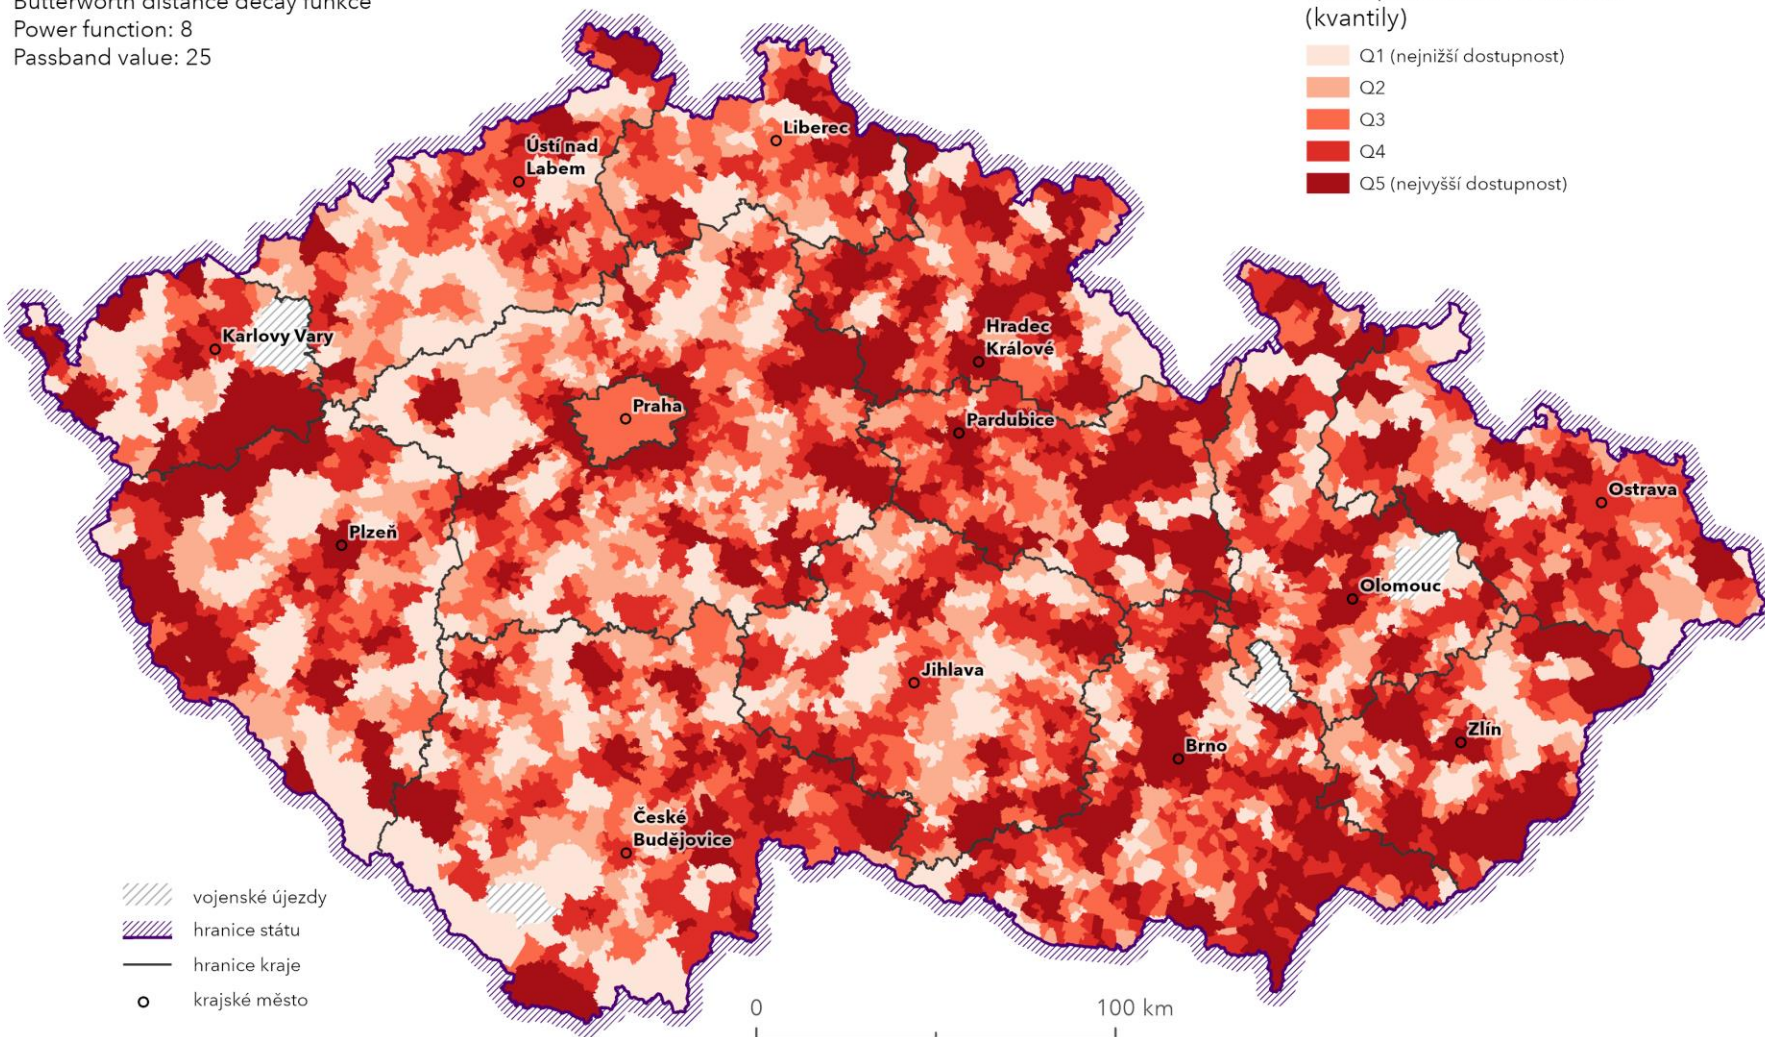 Butterworth distance decay funkce
Power function: 8
Passband value: 25
(kvantily)
Q1 (nejnižší dostupnost)
Q2
Q3
Q4
Q5 (nejvyšší dostupnost)
Liberec
Ústí nad
Labem
Karlovy Vary
Hradec
Králové
Praha
Pardubice
Ostrava
Plzeň
Olomouc
Jihlava
Zlín
Brno
České
Budějovice
vojenské újezdy
hranice státu
hranice kraje
krajské město
0
100 km